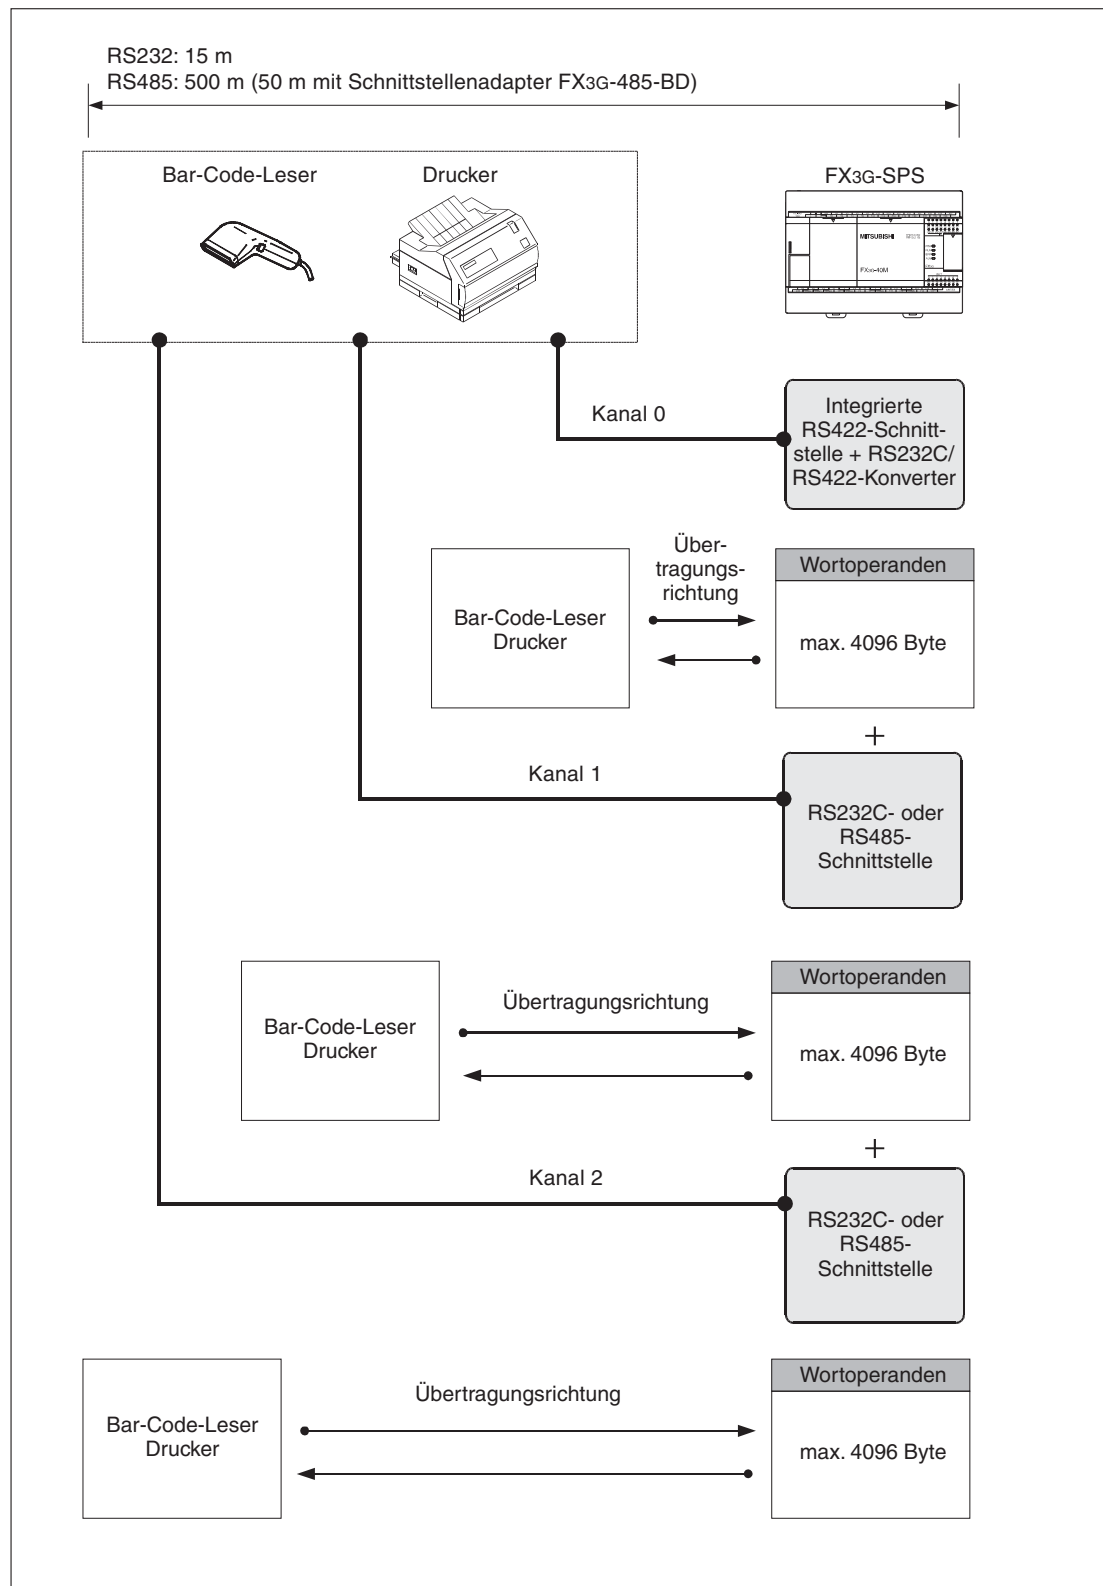 RS232: 15 m
RS485: 500 m (50 m mit Schnittstellenadapter FX3G-485-BD)
Bar-Code-Leser
Drucker
FX3G-SPS
MITSUBISHI
FX3G-40M
Kanal 0
Integrierte
RS422-Schnitt-
stelle + RS232C/
RS422-Konverter
Über-
tragungs-
richtung
Bar-Code-Leser
Drucker
Wortoperanden
max. 4096 Byte
+
Kanal 1
RS232C- oder
RS485-
Schnittstelle
Übertragungsrichtung
Bar-Code-Leser
Drucker
Wortoperanden
max. 4096 Byte
+
Kanal 2
RS232C- oder
RS485-
Schnittstelle
Übertragungsrichtung
Bar-Code-Leser
Drucker
Wortoperanden
max. 4096 Byte